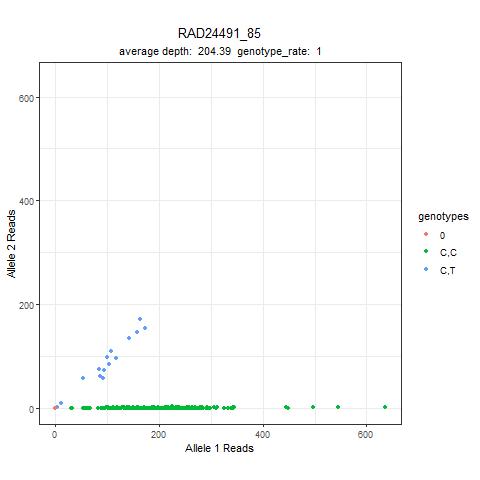 RAD24491_85
average depth: 204.39 genotype_rate: 1
600
400
200
0
0 200 400 600
Allele 1 Reads
Allele 2 Reads
genotypes
0
C,C
C,T